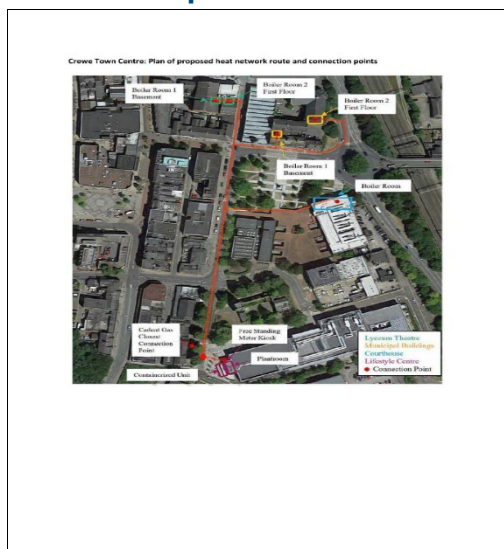 Crewe Town Centre: Plan of proposed heat network route and connection points
Boiler Room 1
Basement
Boiler Room 2
First Floor
Boiler Room 2
First Floor
Boiler Room 1
Basement
Boiler Room
Cadent Gas
Closest
Connection
Point
Free Standing
Meter Kiosk
Plantroom
Containerized Unit
Lyceum Theatre
Municipal Buildings
Courthouse
Lifestyle Centre
Connection Point